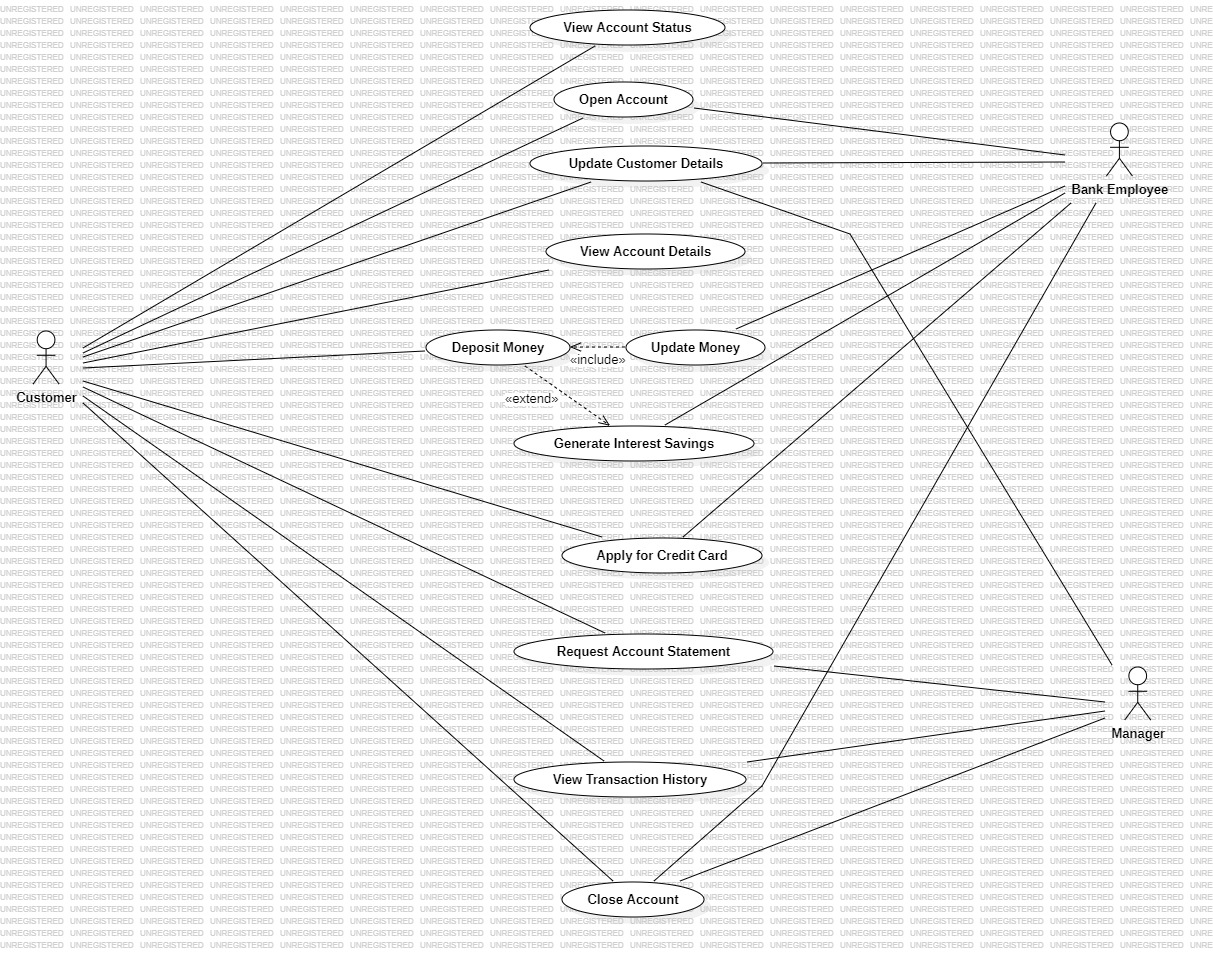 View Account Status
Open Account
Update Customer Details
Bank Employee
View Account Details
Deposit Money
«include»
Update Money
Customer
«extend»
Generate Interest Savings
Apply for Credit Card
Request Account Statement
Manager
View Transaction History
Close Account
UNREGISTERED